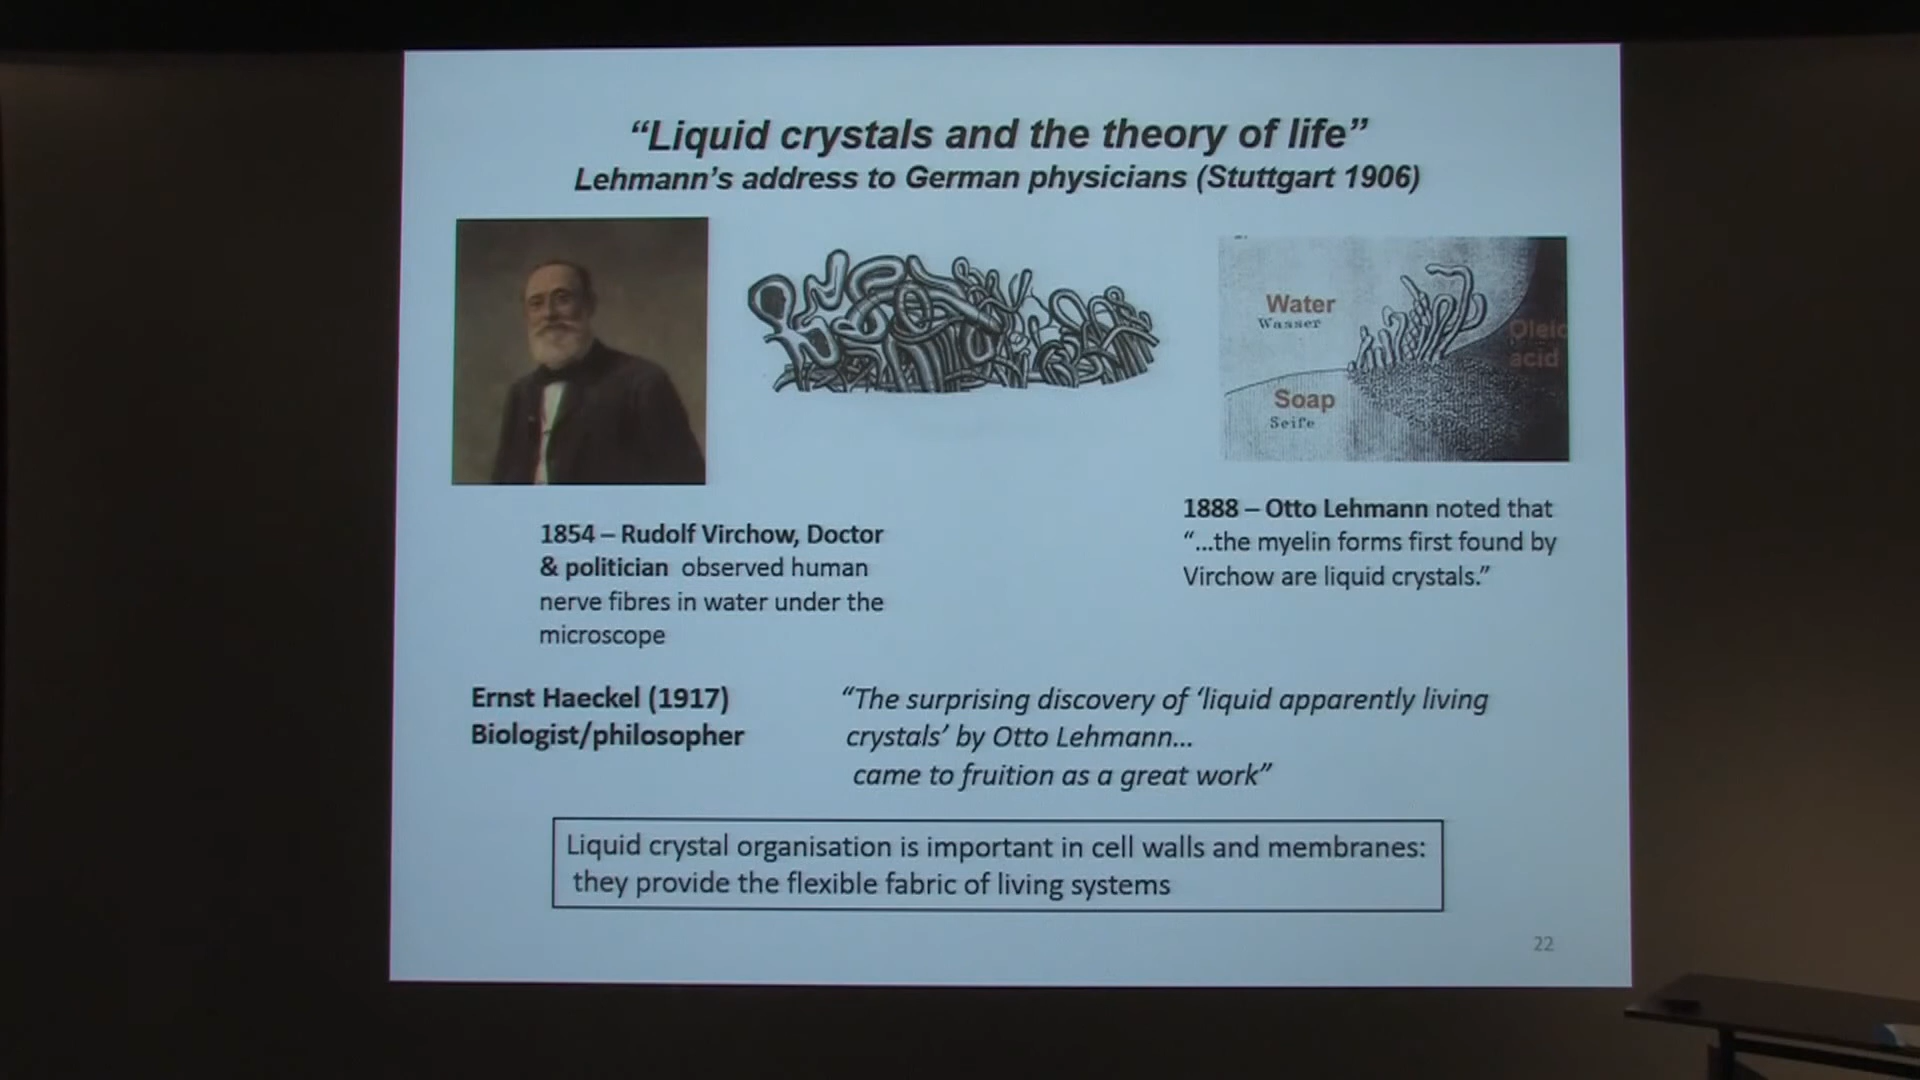 “Liquid crystals and the theory of life”
Lehmann’s address to German physicians (Stuttgart 1906)
Water
Wasser
Oleic
acid
Soap
Seife
1854 – Rudolf Virchow, Doctor
& politician observed human
nerve fibres in water under the
microscope
1888 – Otto Lehmann noted that
“...the myelin forms first found by
Virchow are liquid crystals.”
Ernst Haeckel (1917)
Biologist/philosopher
“The surprising discovery of ‘liquid apparently living
crystals’ by Otto Lehmann...
came to fruition as a great work”
Liquid crystal organisation is important in cell walls and membranes:
they provide the flexible fabric of living systems
22